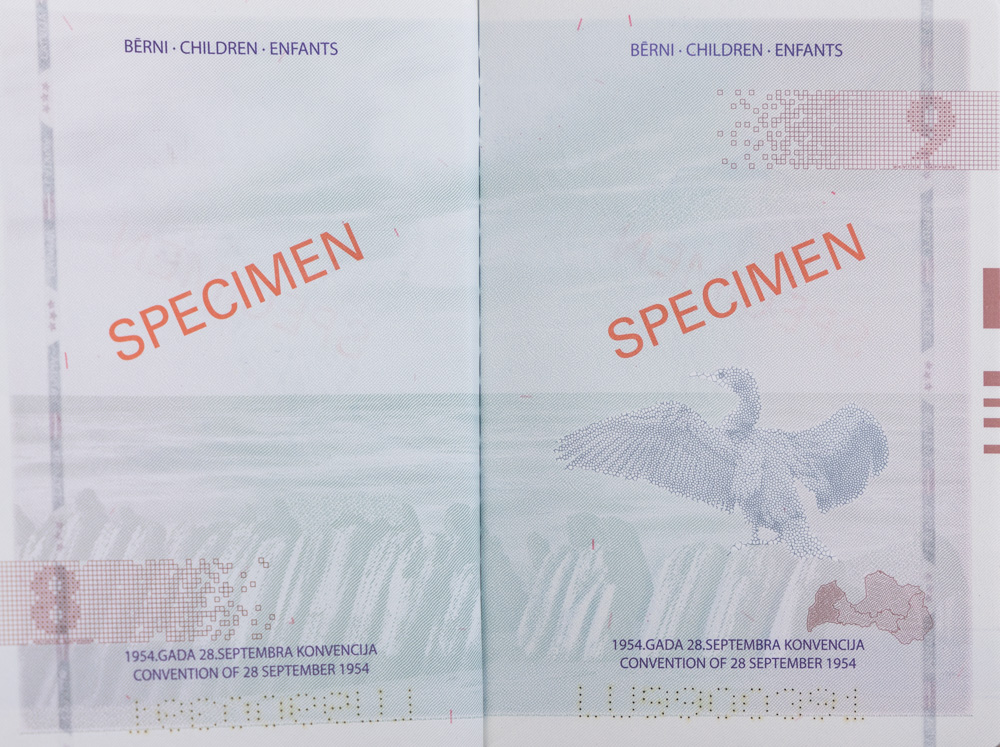 BĒRNI · CHILDREN · ENFANTS
SPECIMEN
8
1954.GADA 28.SEPTEMBRA KONVENCIJA
CONVENTION OF 28 SEPTEMBER 1954
BĒRNI · CHILDREN · ENFANTS
9
SPECIMEN
1954.GADA 28.SEPTEMBRA KONVENCIJA
CONVENTION OF 28 SEPTEMBER 1954